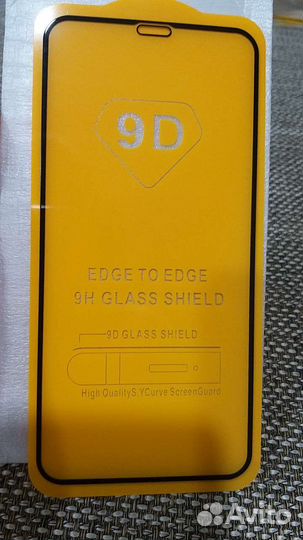 9D
EDGE TO EDGE
9H GLASS SHIELD
9D GLASS SHIELD
High QualityS.YCurve ScreenGuard
Avito